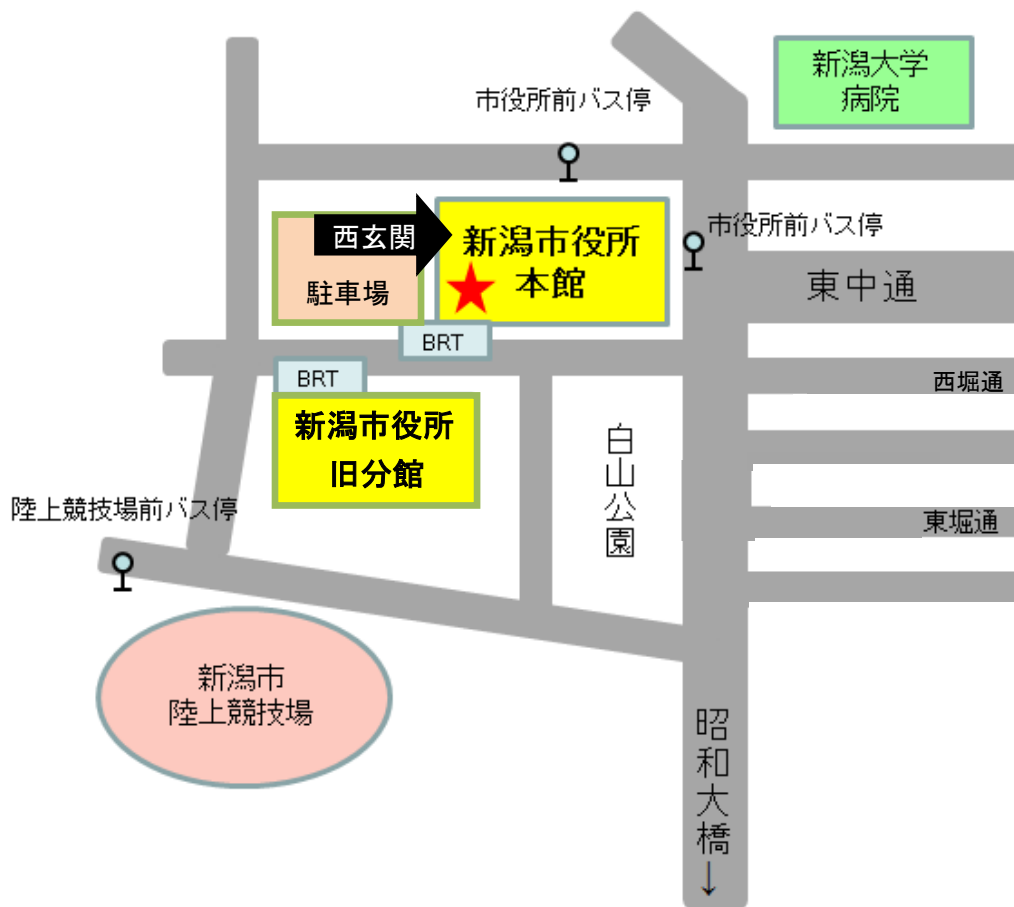 新潟大学
病院
市役所前バス停
市役所前バス停
西玄関
新潟市役所
本館
駐車場
東中通
BRT
BRT
西堀通
新潟市役所
旧分館
白山公園
陸上競技場前バス停
東堀通
新潟市
陸上競技場
昭和大橋
↓